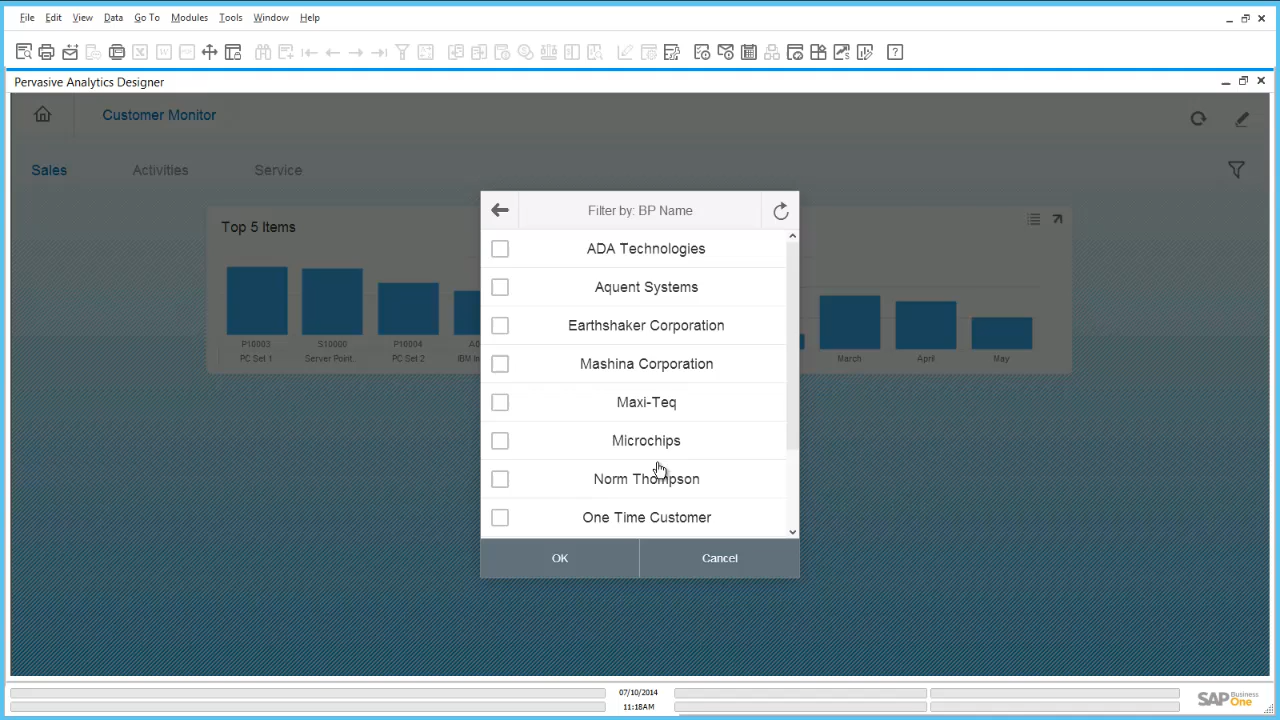 File Edit View Data Go To Modules Tools Window Help
Pervasive Analytics Designer
Customer Monitor
Sales Activities Service
Filter by: BP Name
Top 5 Items
ADA Technologies
Aquent Systems
Earthshaker Corporation
Mashina Corporation
Maxi-Teq
Microchips
Norm Thompson
One Time Customer
P10003 S10000 P10004 A0
PC Set 1 Server Point.. PC Set 2 IBM In March April May
OK Cancel
07/10/2014
11:18AM
SAP Business One